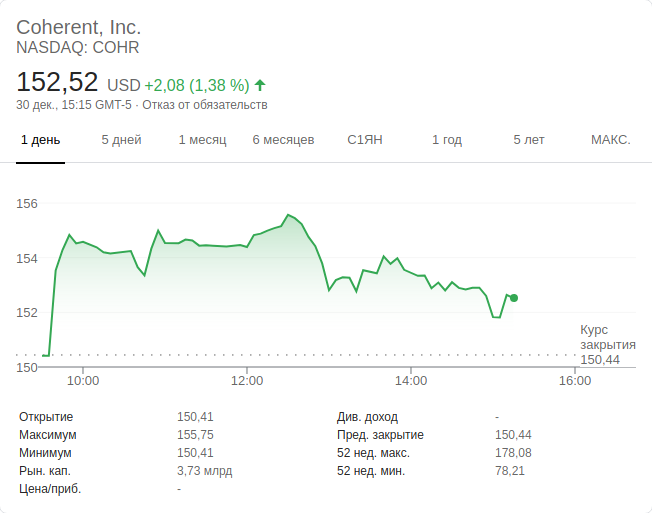 Coherent, Inc.
NASDAQ: COHR
152,52 USD +2,08 (1,38 %)
30 дек., 15:15 GMT-5 · Отказ от обязательств
1 день 5 дней 1 месяц 6 месяцев С1ЯН 1 год 5 лет МАКС.
156
154
152
150
Курс
закрытия
150,44
10:00 12:00 14:00 16:00
Открытие 150,41 Див. доход -
Максимум 155,75 Пред. закрытие 150,44
Минимум 150,41 52 нед. макс. 178,08
Рын. кап. 3,73 млрд 52 нед. мин. 78,21
Цена/приб. -